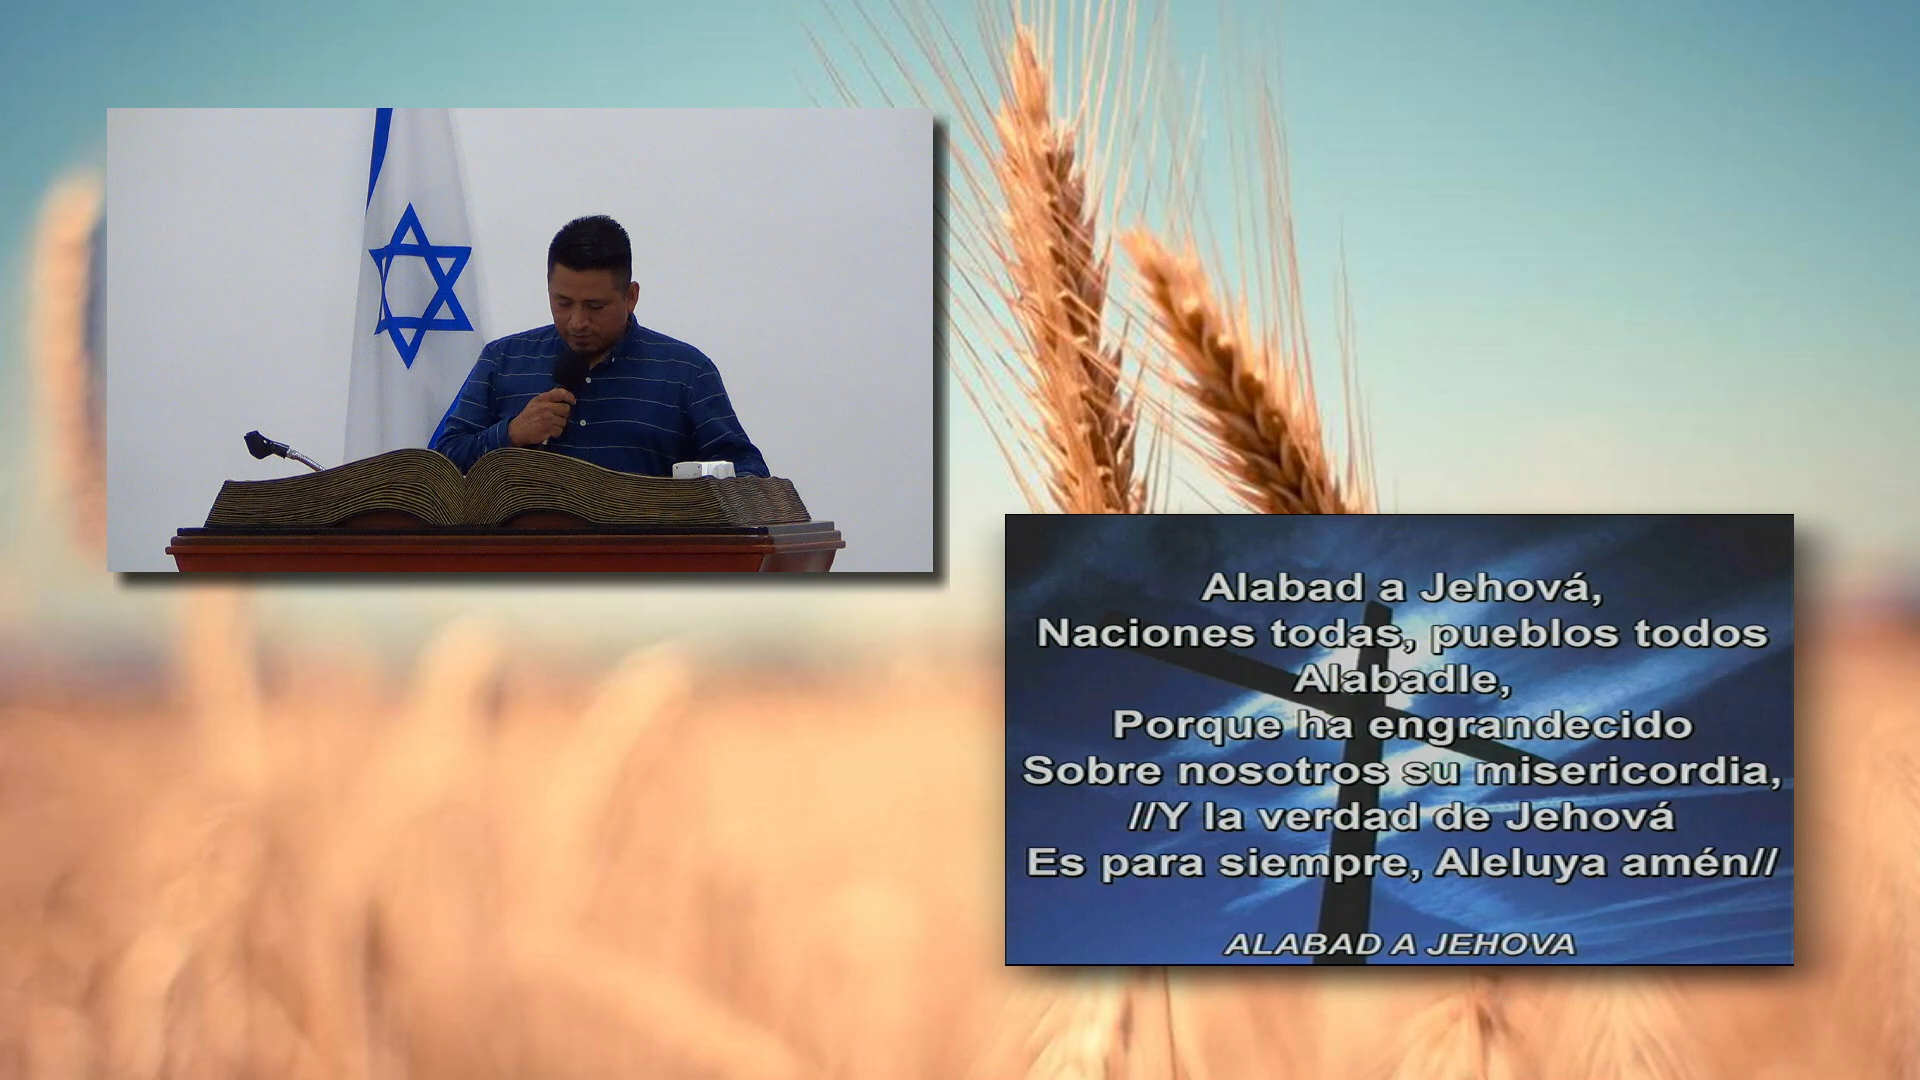 Alabad a Jehová,
Naciones todas, pueblos todos
Alabadle,
Porque ha engrandecido
Sobre nosotros su misericordia,
//Y la verdad de Jehová
Es para siempre, Aleluya amén//
ALABAD A JEHOVA